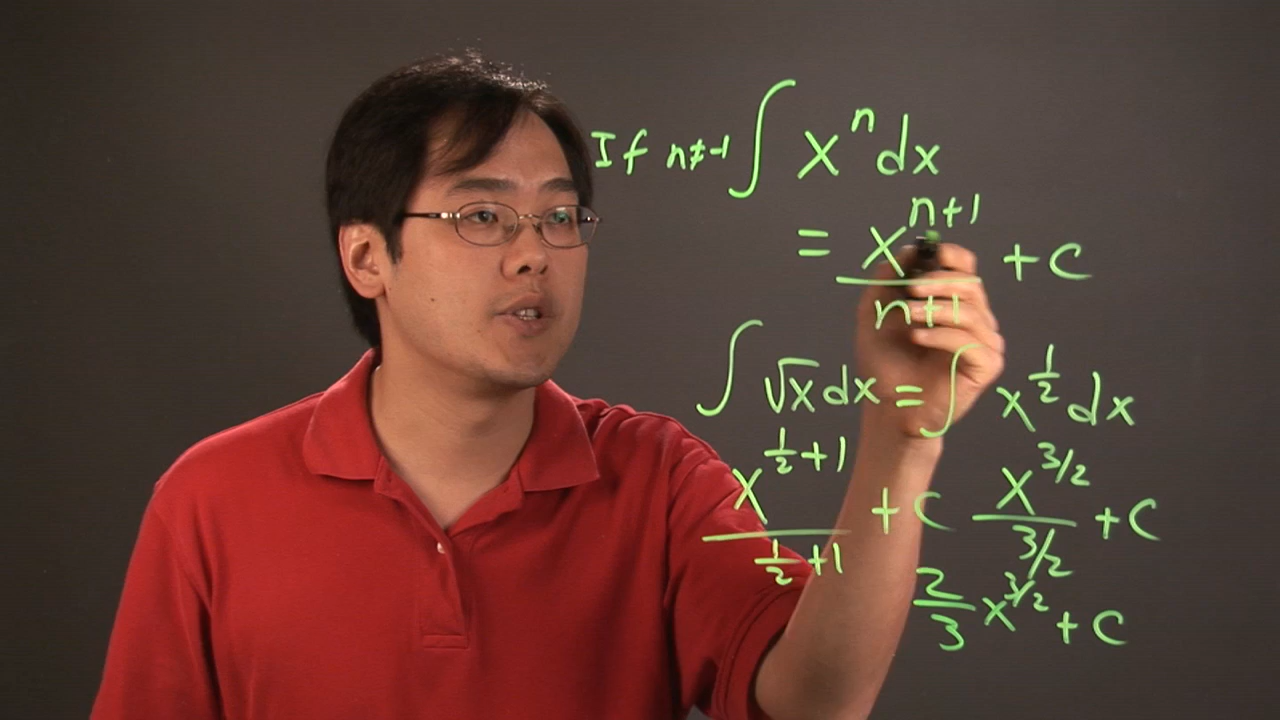 If n≠-1 ∫ x^n dx
= x^(n+1)/(n+1) + C
∫ √x dx = ∫ x^(1/2) dx
x^(1/2+1)/(1/2+1) + C   x^(3/2)/(3/2) + C
2/3 x^(3/2) + C